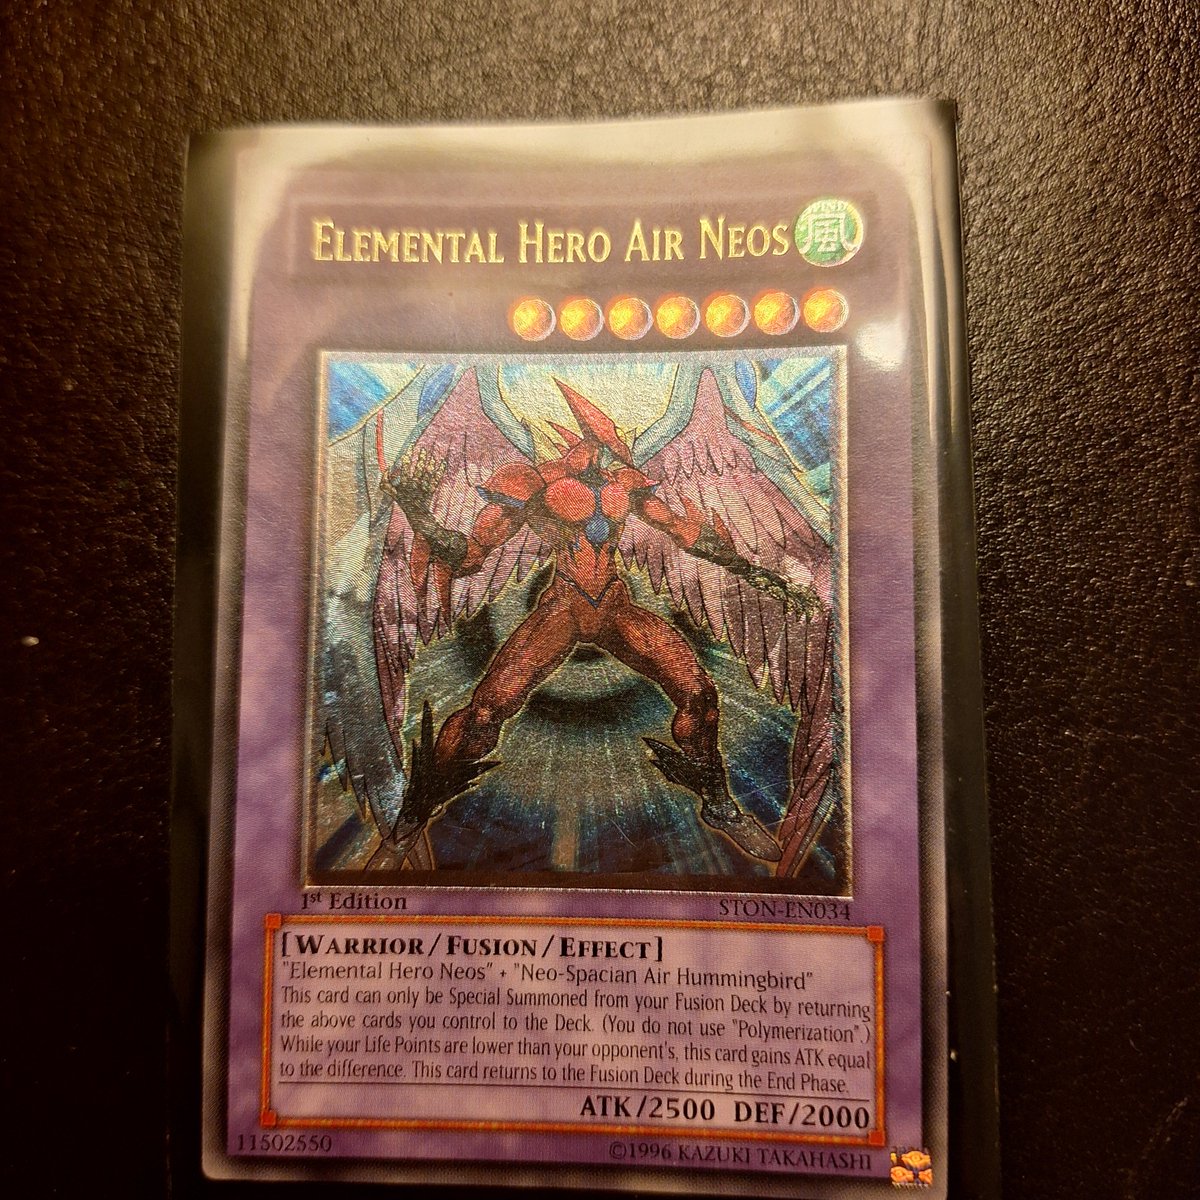 ELEMENTAL HERO AIR NEOS
WIND
風
1st Edition
STON-EN034
[WARRIOR/FUSION/EFFECT]
"Elemental Hero Neos" + "Neo-Spacian Air Hummingbird"
This card can only be Special Summoned from your Fusion Deck by returning
the above cards you control to the Deck. (You do not use "Polymerization".)
While your Life Points are lower than your opponent's, this card gains ATK equal
to the difference. This card returns to the Fusion Deck during the End Phase.
ATK/2500 DEF/2000
11502550
©1996 KAZUKI TAKAHASHI